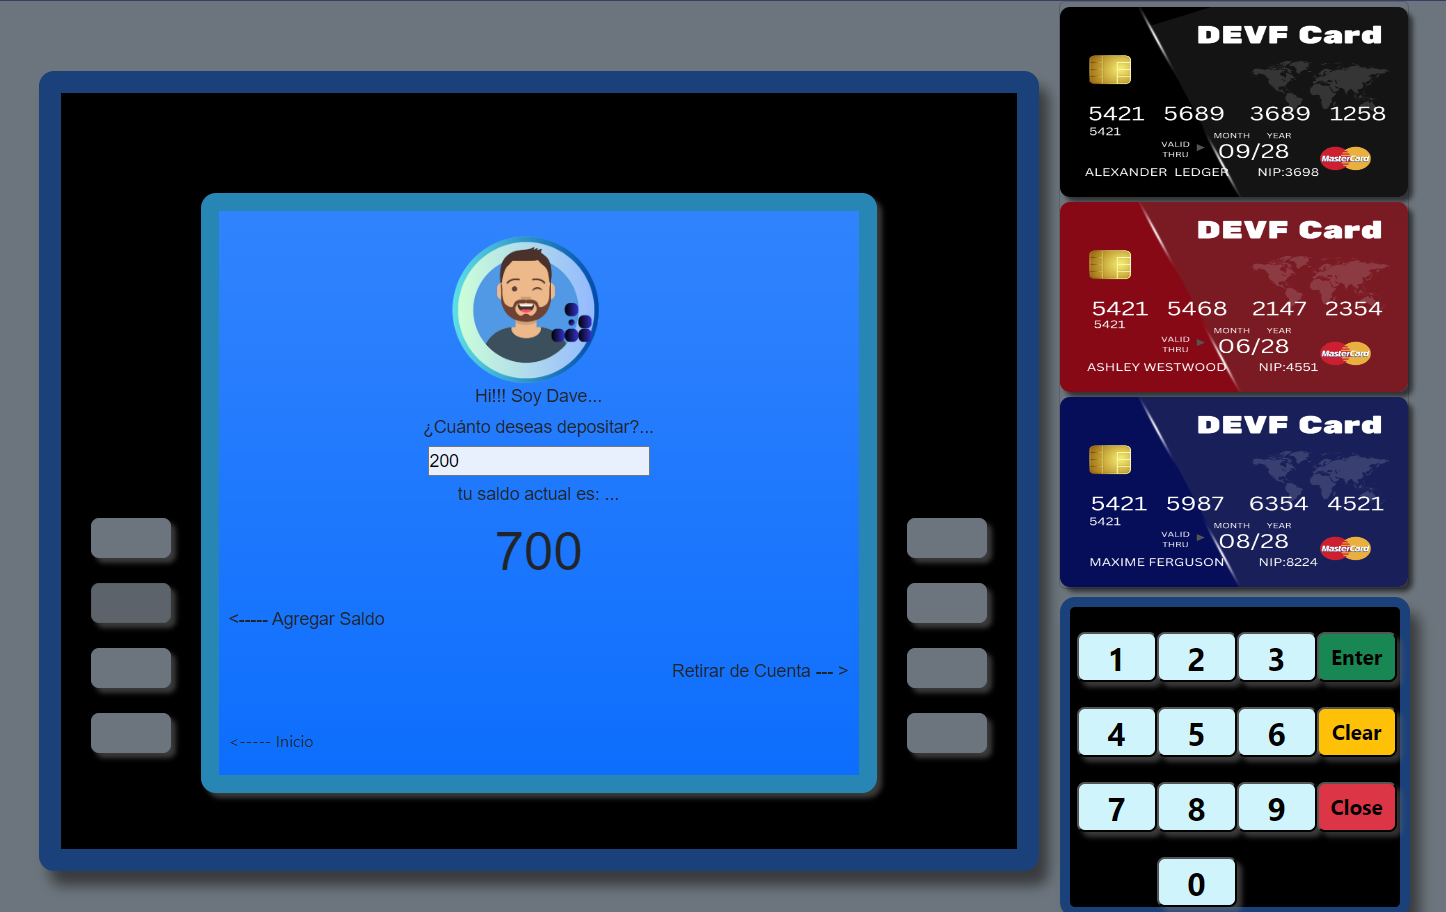 Hi!!! Soy Dave...
¿Cuánto deseas depositar?...
200
tu saldo actual es: ...
700
<----- Agregar Saldo
Retirar de Cuenta --- >
<----- Inicio
DEVF Card
5421 5689 3689 1258
5421
MONTH YEAR
VALID THRU 09/28
MasterCard
ALEXANDER LEDGER NIP:3698
DEVF Card
5421 5468 2147 2354
5421
MONTH YEAR
VALID THRU 06/28
MasterCard
ASHLEY WESTWOOD NIP:4551
DEVF Card
5421 5987 6354 4521
5421
MONTH YEAR
VALID THRU 08/28
MasterCard
MAXIME FERGUSON NIP:8224
1 2 3 Enter
4 5 6 Clear
7 8 9 Close
0